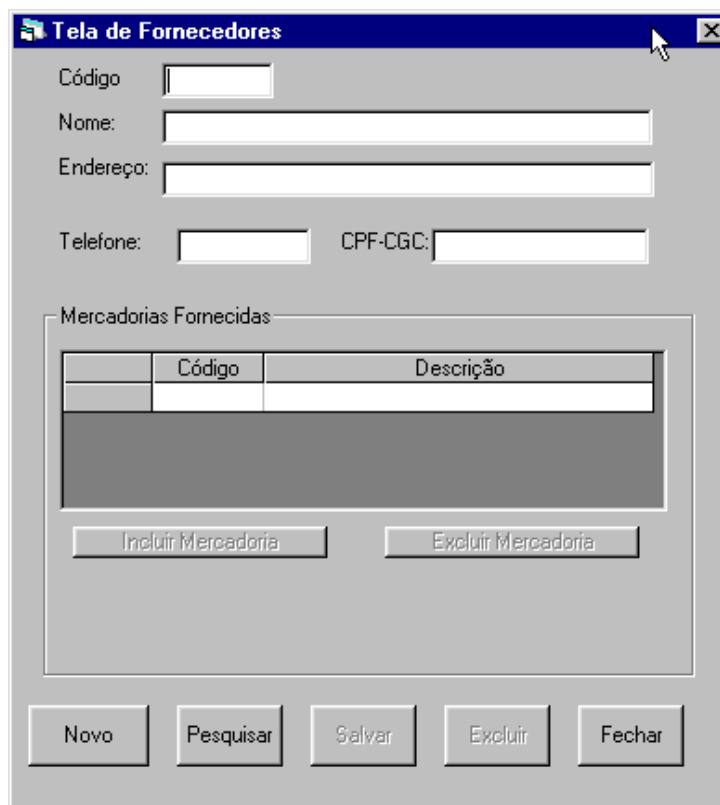 Tela de Fornecedores
Código
Nome:
Endereço:
Telefone: CPF-CGC:
Mercadorias Fornecidas
Código Descrição
Incluir Mercadoria Excluir Mercadoria
Novo Pesquisar Salvar Excluir Fechar